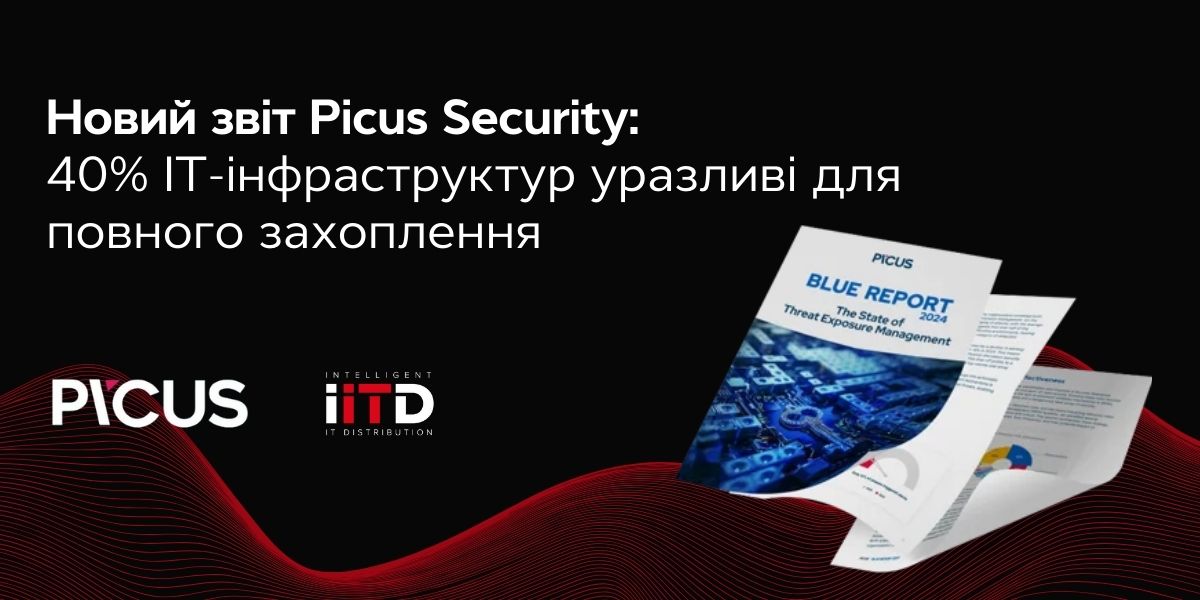 Новий звіт Picus Security:
40% ІТ-інфраструктур уразливі для
повного захоплення
PICUS
BLUE REPORT
2024
The State of
Threat Exposure Management
PICUS
INTELLIGENT
iITD
IT DISTRIBUTION